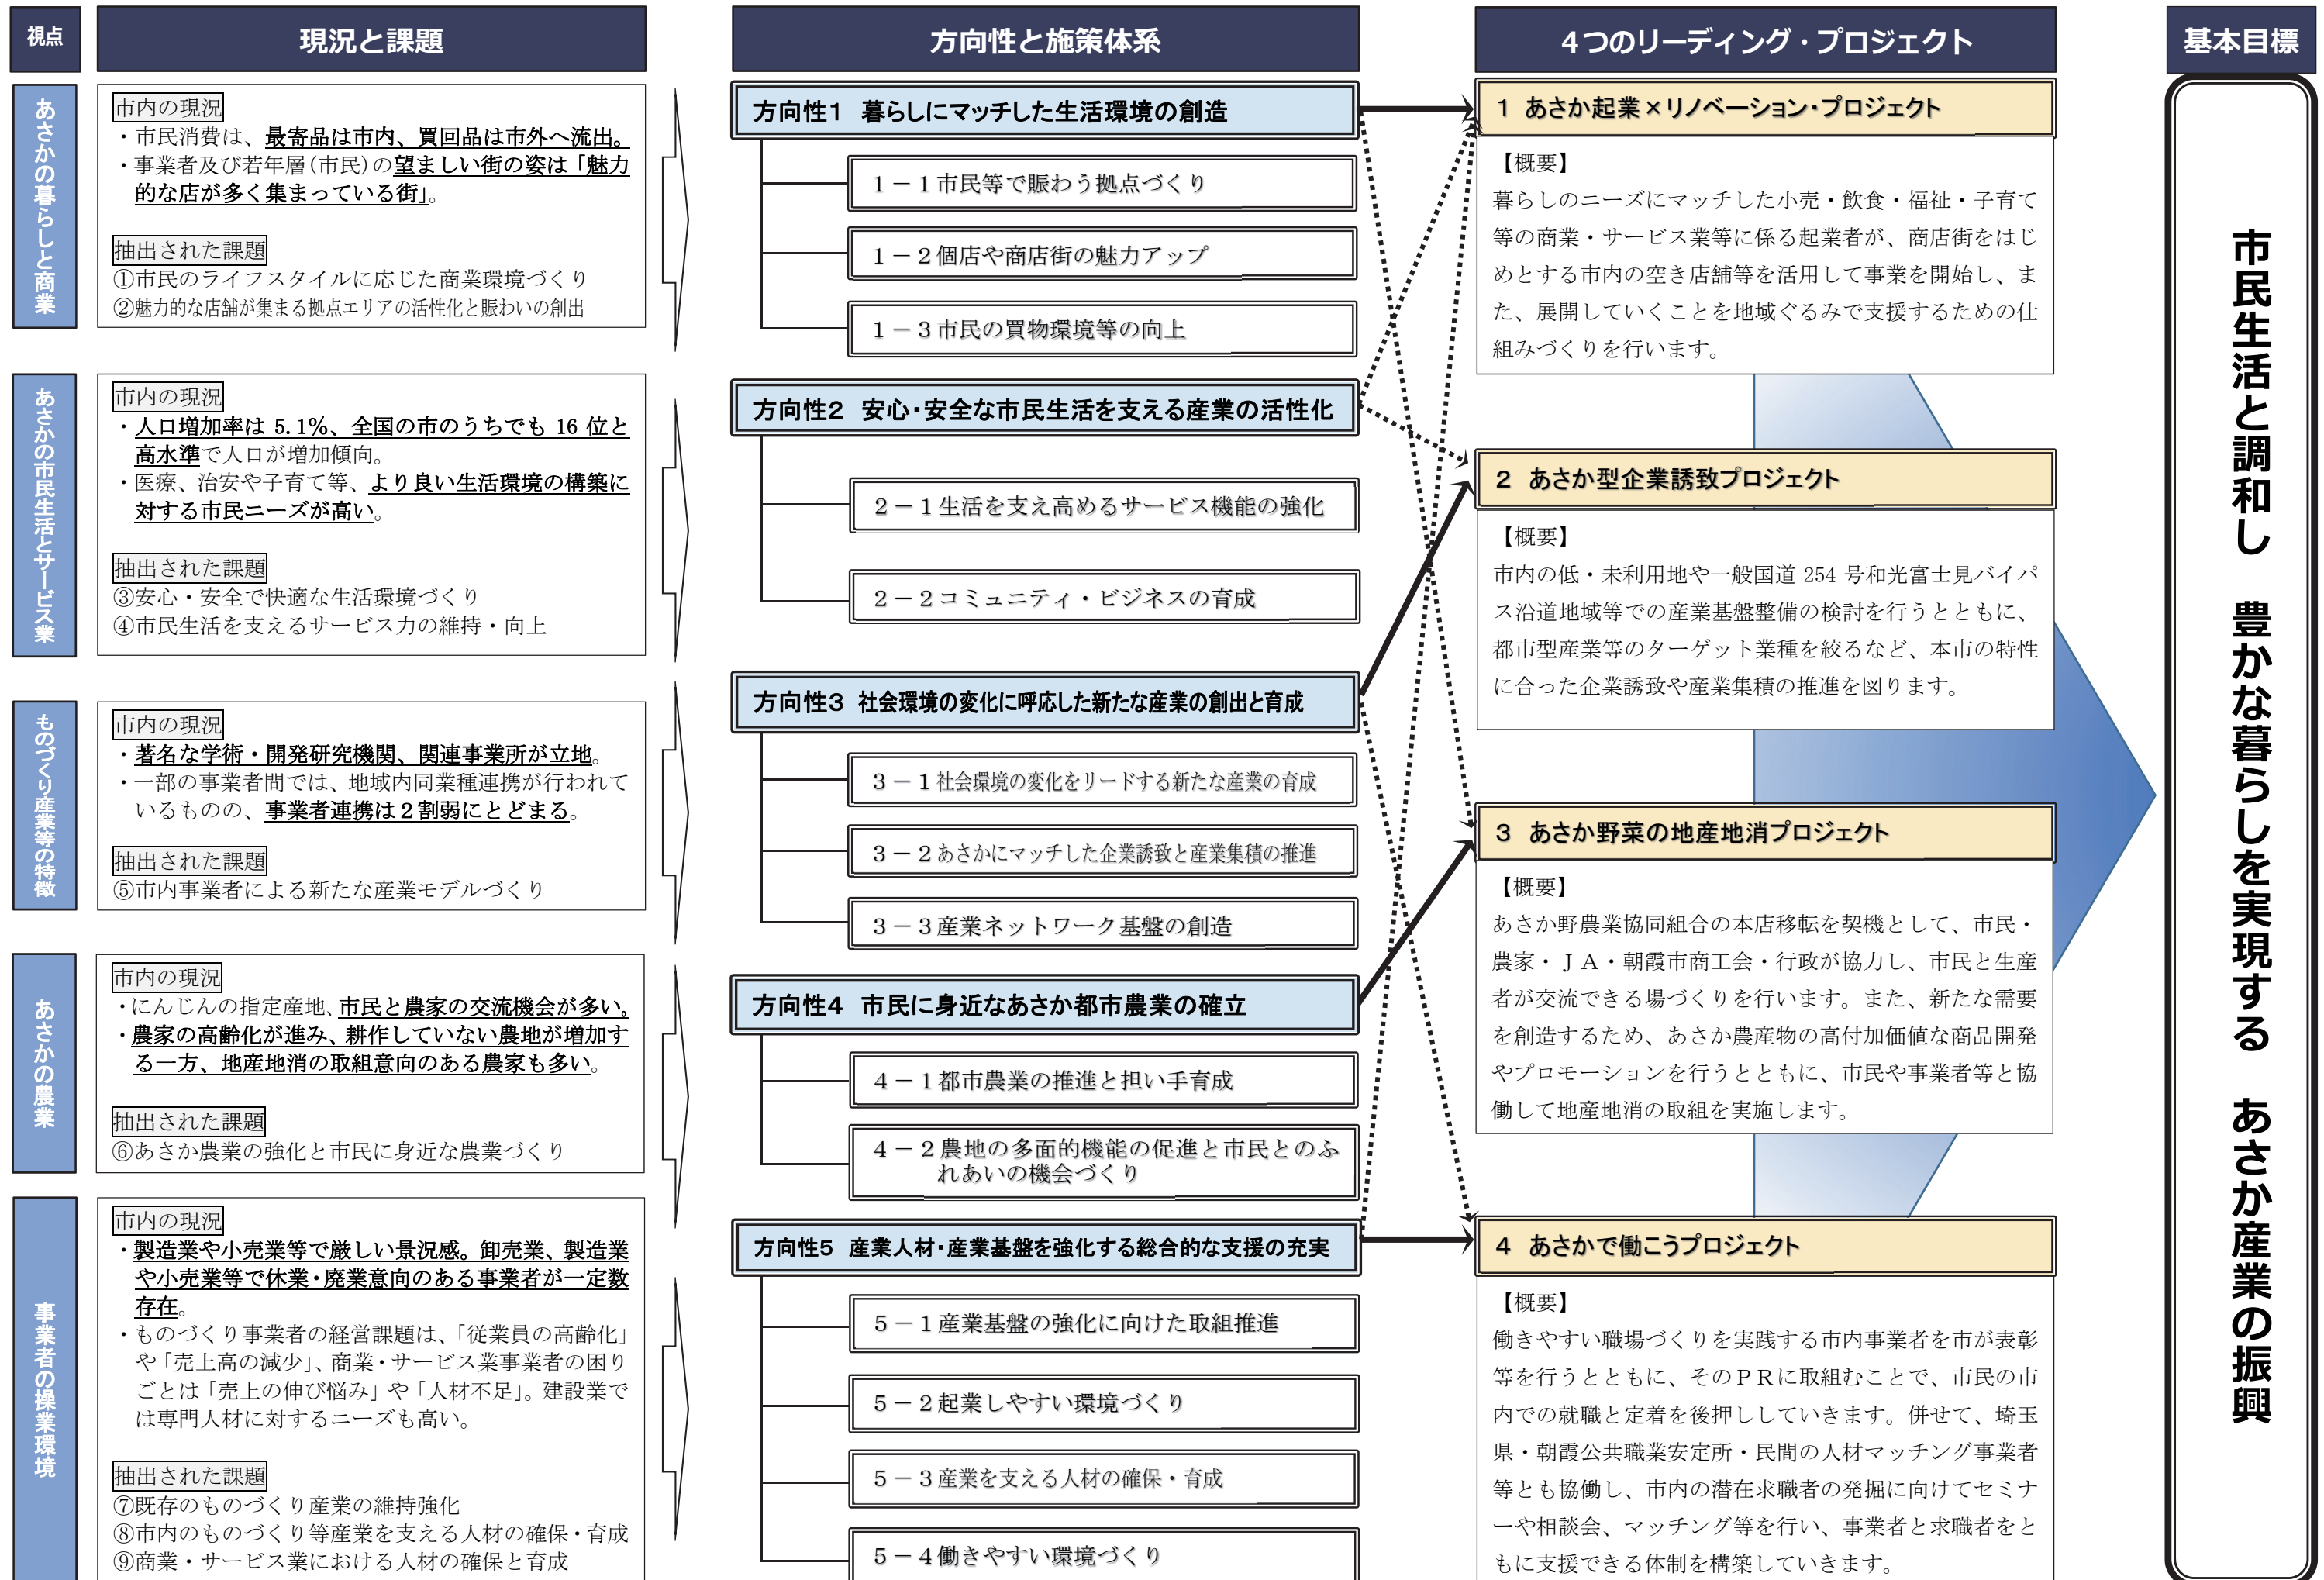 視点
現況と課題
方向性と施策体系
4つのリーディング・プロジェクト
基本目標
あさかの暮らしと商業
市内の現況
・市民消費は、最寄品は市内、買回品は市外へ流出。
・事業者及び若年層(市民)の望ましい街の姿は「魅力
的な店が多く集まっている街」。
抽出された課題
①市民のライフスタイルに応じた商業環境づくり
②魅力的な店舗が集まる拠点エリアの活性化と賑わいの創出
あさかの市民生活とサービス業
市内の現況
・人口増加率は 5.1%、全国の市のうちでも 16 位と
高水準で人口が増加傾向。
・医療、治安や子育て等、より良い生活環境の構築に
対する市民ニーズが高い。
抽出された課題
③安心・安全で快適な生活環境づくり
④市民生活を支えるサービス力の維持・向上
ものづくり産業等の特徴
市内の現況
・著名な学術・開発研究機関、関連事業所が立地。
・一部の事業者間では、地域内同業種連携が行われて
いるものの、事業者連携は2割弱にとどまる。
抽出された課題
⑤市内事業者による新たな産業モデルづくり
あさかの農業
市内の現況
・にんじんの指定産地、市民と農家の交流機会が多い。
・農家の高齢化が進み、耕作していない農地が増加す
る一方、地産地消の取組意向のある農家も多い。
抽出された課題
⑥あさか農業の強化と市民に身近な農業づくり
事業者の操業環境
市内の現況
・製造業や小売業等で厳しい景況感。卸売業、製造業
や小売業等で休業・廃業意向のある事業者が一定数
存在。
・ものづくり事業者の経営課題は、「従業員の高齢化」
や「売上高の減少」、商業・サービス業事業者の困り
ごとは「売上の伸び悩み」や「人材不足」。建設業で
は専門人材に対するニーズも高い。
抽出された課題
⑦既存のものづくり産業の維持強化
⑧市内のものづくり等産業を支える人材の確保・育成
⑨商業・サービス業における人材の確保と育成
方向性1 暮らしにマッチした生活環境の創造
1－1市民等で賑わう拠点づくり
1－2個店や商店街の魅力アップ
1－3市民の買物環境等の向上
方向性2 安心・安全な市民生活を支える産業の活性化
2－1生活を支え高めるサービス機能の強化
2－2コミュニティ・ビジネスの育成
方向性3 社会環境の変化に呼応した新たな産業の創出と育成
3－1社会環境の変化をリードする新たな産業の育成
3－2あさかにマッチした企業誘致と産業集積の推進
3－3産業ネットワーク基盤の創造
方向性4 市民に身近なあさか都市農業の確立
4－1都市農業の推進と担い手育成
4－2農地の多面的機能の促進と市民とのふ
れあいの機会づくり
方向性5 産業人材・産業基盤を強化する総合的な支援の充実
5－1産業基盤の強化に向けた取組推進
5－2起業しやすい環境づくり
5－3産業を支える人材の確保・育成
5－4働きやすい環境づくり
1 あさか起業×リノベーション・プロジェクト
【概要】
暮らしのニーズにマッチした小売・飲食・福祉・子育て
等の商業・サービス業等に係る起業者が、商店街をはじ
めとする市内の空き店舗等を活用して事業を開始し、ま
た、展開していくことを地域ぐるみで支援するための仕
組みづくりを行います。
2 あさか型企業誘致プロジェクト
【概要】
市内の低・未利用地や一般国道 254 号和光富士見バイパ
ス沿道地域等での産業基盤整備の検討を行うとともに、
都市型産業等のターゲット業種を絞るなど、本市の特性
に合った企業誘致や産業集積の推進を図ります。
3 あさか野菜の地産地消プロジェクト
【概要】
あさか野農業協同組合の本店移転を契機として、市民・
農家・ＪＡ・朝霞市商工会・行政が協力し、市民と生産
者が交流できる場づくりを行います。また、新たな需要
を創造するため、あさか農産物の高付加価値な商品開発
やプロモーションを行うとともに、市民や事業者等と協
働して地産地消の取組を実施します。
4 あさかで働こうプロジェクト
【概要】
働きやすい職場づくりを実践する市内事業者を市が表彰
等を行うとともに、そのＰＲに取組むことで、市民の市
内での就職と定着を後押ししていきます。併せて、埼玉
県・朝霞公共職業安定所・民間の人材マッチング事業者
等とも協働し、市内の潜在求職者の発掘に向けてセミナ
ーや相談会、マッチング等を行い、事業者と求職者をと
もに支援できる体制を構築していきます。
市民生活と調和し 豊かな暮らしを実現する あさか産業の振興